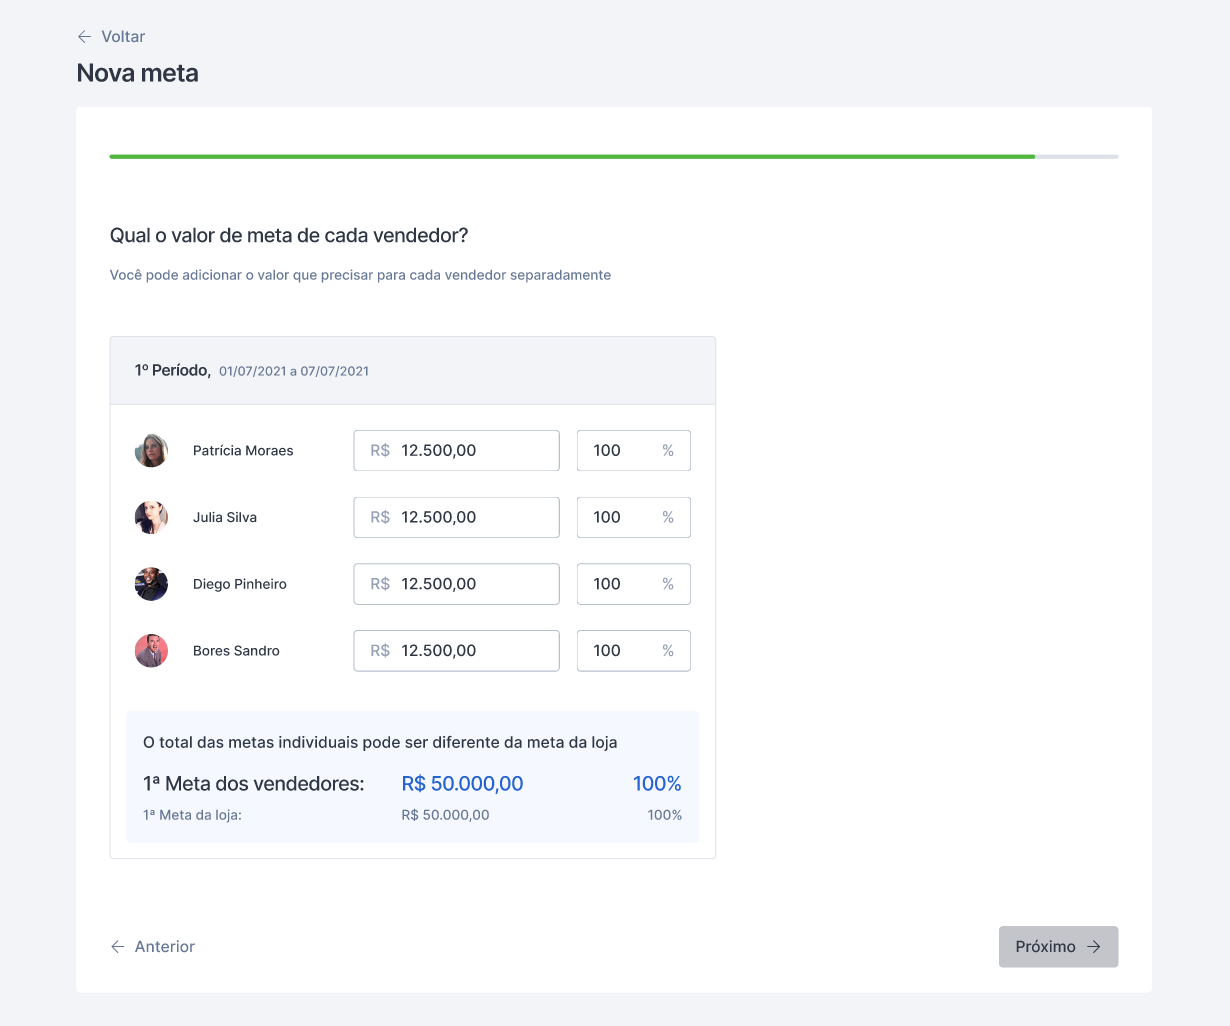 Voltar
Nova meta
Qual o valor de meta de cada vendedor?
Você pode adicionar o valor que precisar para cada vendedor separadamente
1º Período, 01/07/2021 a 07/07/2021
Patrícia Moraes R$ 12.500,00 100 %
Julia Silva R$ 12.500,00 100 %
Diego Pinheiro R$ 12.500,00 100 %
Bores Sandro R$ 12.500,00 100 %
O total das metas individuais pode ser diferente da meta da loja
1ª Meta dos vendedores: R$ 50.000,00 100%
1ª Meta da loja: R$ 50.000,00 100%
Anterior Próximo